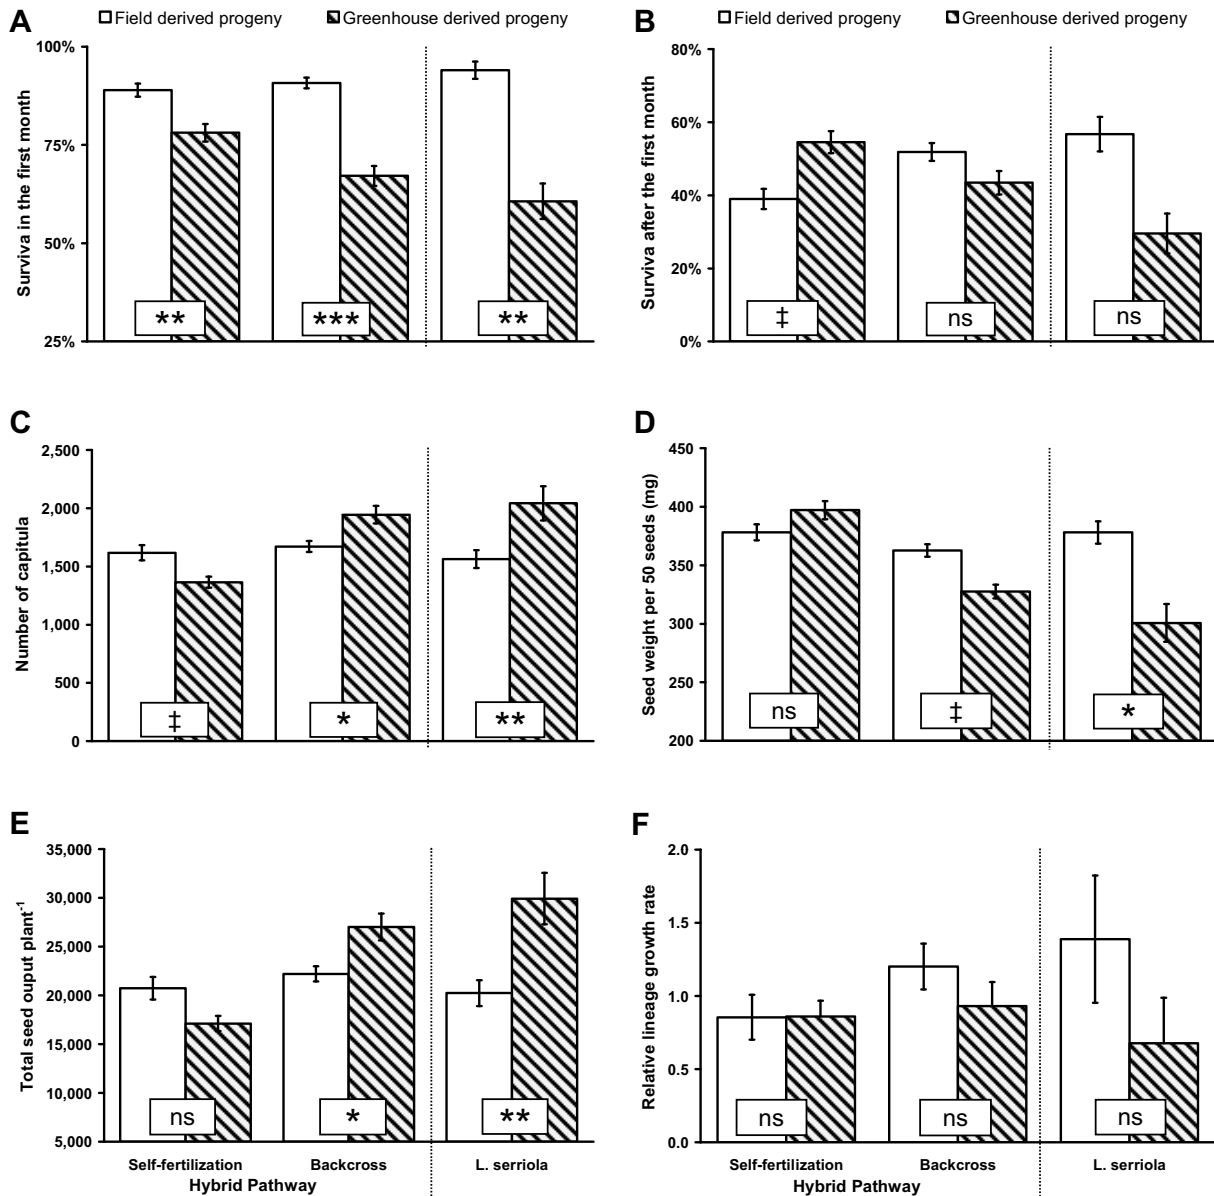 A
Field derived progeny
Greenhouse derived progeny
Surviva in the first month
100%
75%
50%
25%
**
***
**
B
Field derived progeny
Greenhouse derived progeny
Surviva after the first month
80%
60%
40%
20%
0%
‡
ns
ns
C
Number of capitula
2,500
2,000
1,500
1,000
500
0
‡
*
**
D
Seed weight per 50 seeds (mg)
450
400
350
300
250
200
ns
‡
*
E
Total seed ouput plant⁻¹
35,000
30,000
25,000
20,000
15,000
10,000
5,000
ns
*
**
Self-fertilization
Backcross
L. serriola
Hybrid Pathway
F
Relative lineage growth rate
2.0
1.5
1.0
0.5
0.0
ns
ns
ns
Self-fertilization
Backcross
L. serriola
Hybrid Pathway